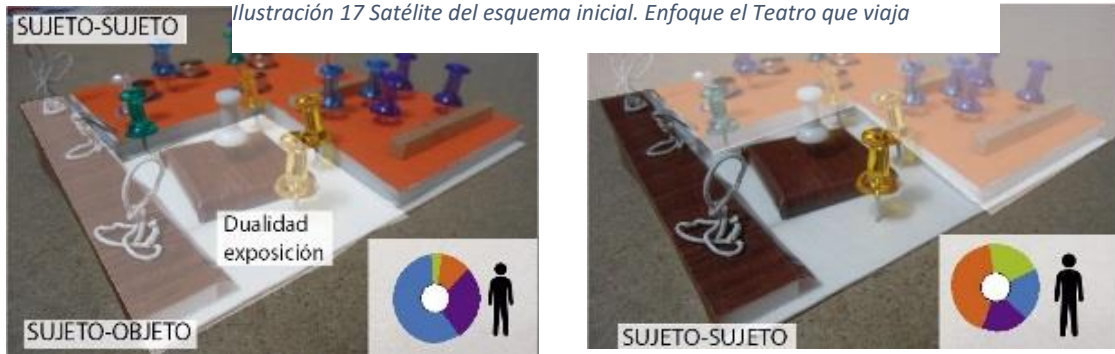 Ilustración 17 Satélite del esquema inicial. Enfoque el Teatro que viaja
SUJETO-SUJETO
Dualidad
exposición
SUJETO-OBJETO
SUJETO-SUJETO